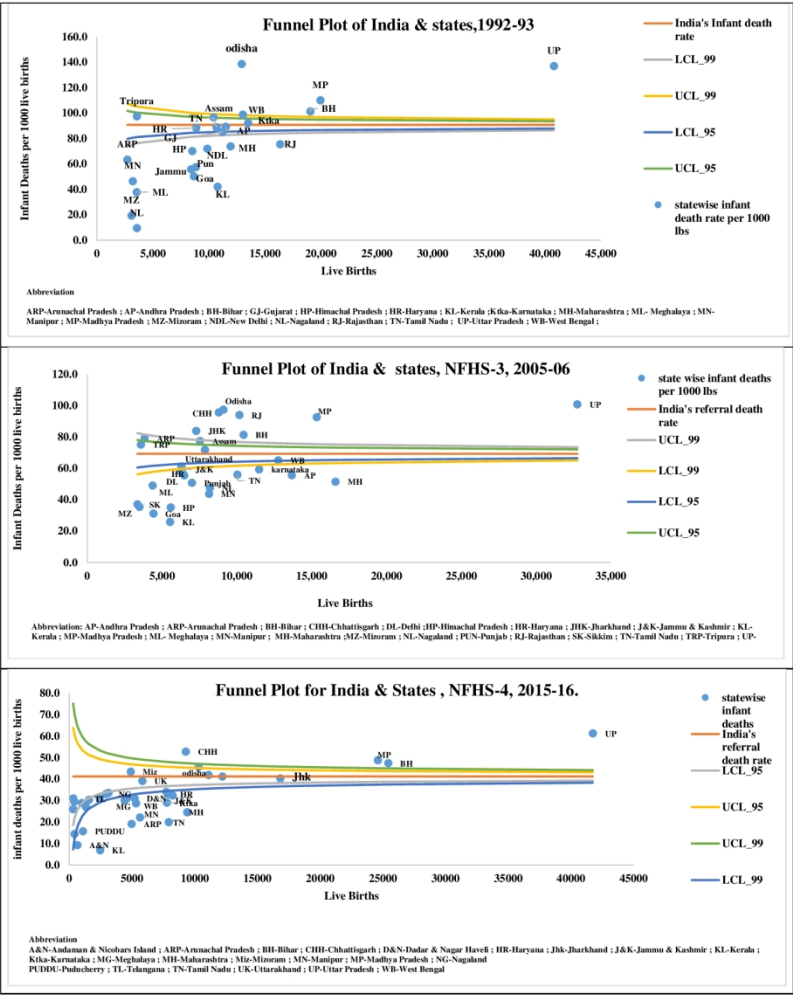 Funnel Plot of India & states,1992-93
Infant Deaths per 1000 live births
160.0
140.0
120.0
100.0
80.0
60.0
40.0
20.0
0.0
odisha
UP
MP
BH
Tripura
Assam
WB
TN
Ktka
HR
AP
GJ
ARP
HP
NDL
MH
RJ
MN
Pun
Jammu
Goa
ML
KL
MZ
NL
0
5,000
10,000
15,000
20,000
25,000
30,000
35,000
40,000
45,000
Live Births
India's Infant death
rate
LCL_99
UCL_99
LCL_95
UCL_95
statewise infant
death rate per 1000
lbs
Abbreviation
ARP-Arunachal Pradesh ; AP-Andhra Pradesh ; BH-Bihar ; GJ-Gujarat ; HP-Himachal Pradesh ; HR-Haryana ; KL-Kerala ;Ktka-Karnataka ; MH-Maharashtra ; ML- Meghalaya ; MN-
Manipur ; MP-Madhya Pradesh ; MZ-Mizoram ; NDL-New Delhi ; NL-Nagaland ; RJ-Rajasthan ; TN-Tamil Nadu ; UP-Uttar Pradesh ; WB-West Bengal ;
Funnel Plot of India & states, NFHS-3, 2005-06
Infant Deaths per 1000 live births
120.0
100.0
80.0
60.0
40.0
20.0
0.0
Odisha
CHH
RJ
MP
UP
JHK
BH
ARP
TRP
Assam
Uttarakhand
WB
HR
J&K
karnataka
AP
DL
Punjab
NL
TN
MH
ML
MN
SK
HP
MZ
Goa
KL
0
5,000
10,000
15,000
20,000
25,000
30,000
35,000
Live Births
state wise infant deaths
per 1000 lbs
India's referral death
rate
UCL_99
LCL_99
LCL_95
UCL_95
Abbreviation: AP-Andhra Pradesh ; ARP-Arunachal Pradesh ; BH-Bihar ; CHH-Chhattisgarh ; DL-Delhi ;HP-Himachal Pradesh ; HR-Haryana ; JHK-Jharkhand ; J&K-Jammu & Kashmir ; KL-
Kerala ; MP-Madhya Pradesh ; ML- Meghalaya ; MN-Manipur ; MH-Maharashtra ;MZ-Mizoram ; NL-Nagaland ; PUN-Punjab ; RJ-Rajasthan ; SK-Sikkim ; TN-Tamil Nadu ; TRP-Tripura ; UP-
Funnel Plot for India & States , NFHS-4, 2015-16.
infant deaths per 1000 live births
80.0
70.0
60.0
50.0
40.0
30.0
20.0
10.0
0.0
UP
CHH
MP
BH
Miz
odisha
Jhk
UK
TL
NG
D&N
HR
J&K
Ktka
MG
WB
MH
MN
ARP
TN
PUDDU
A&N
KL
0
5000
10000
15000
20000
25000
30000
35000
40000
45000
Live Births
statewise
infant
deaths
India's
referral
death rate
LCL_95
UCL_95
UCL_99
LCL_99
Abbreviation
A&N-Andaman & Nicobars Island ; ARP-Arunachal Pradesh ; BH-Bihar ; CHH-Chhattisgarh ; D&N-Dadar & Nagar Haveli ; HR-Haryana ; Jhk-Jharkhand ; J&K-Jammu & Kashmir ; KL-Kerala ;
Ktka-Karnataka ; MG-Meghalaya ; MH-Maharashtra ; Miz-Mizoram ; MN-Manipur ; MP-Madhya Pradesh ; NG-Nagaland
PUDDU-Puducherry ; TL-Telangana ; TN-Tamil Nadu ; UK-Uttarakhand ; UP-Uttar Pradesh ; WB-West Bengal